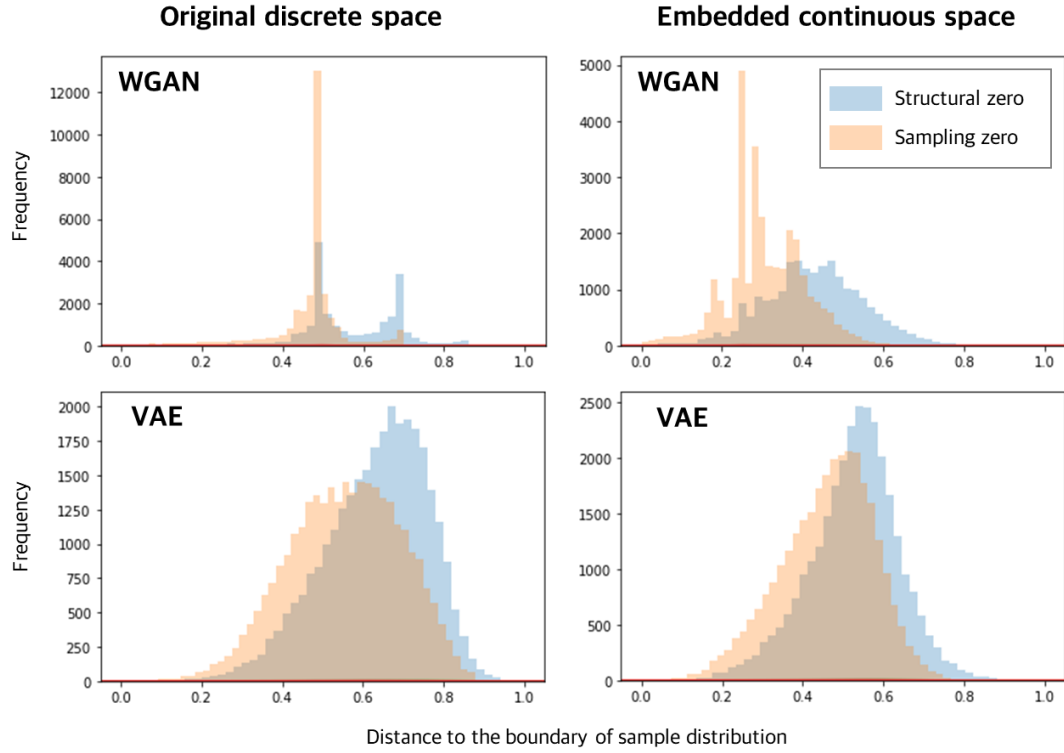 Original discrete space
Embedded continuous space
WGAN
Frequency
12000
10000
8000
6000
4000
2000
0
0.0 0.2 0.4 0.6 0.8 1.0
WGAN
Structural zero
Sampling zero
5000
4000
3000
2000
1000
0
0.0 0.2 0.4 0.6 0.8 1.0
VAE
Frequency
2000
1750
1500
1250
1000
750
500
250
0
0.0 0.2 0.4 0.6 0.8 1.0
VAE
2500
2000
1500
1000
500
0
0.0 0.2 0.4 0.6 0.8 1.0
Distance to the boundary of sample distribution